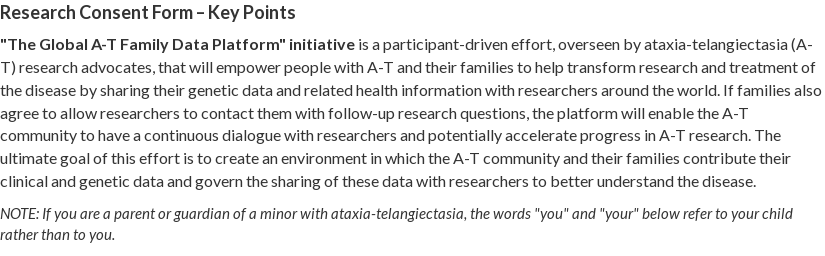 Research Consent Form – Key Points
"The Global A-T Family Data Platform" initiative is a participant-driven effort, overseen by ataxia-telangiectasia (A-
T) research advocates, that will empower people with A-T and their families to help transform research and treatment of
the disease by sharing their genetic data and related health information with researchers around the world. If families also
agree to allow researchers to contact them with follow-up research questions, the platform will enable the A-T
community to have a continuous dialogue with researchers and potentially accelerate progress in A-T research. The
ultimate goal of this effort is to create an environment in which the A-T community and their families contribute their
clinical and genetic data and govern the sharing of these data with researchers to better understand the disease.
NOTE: If you are a parent or guardian of a minor with ataxia-telangiectasia, the words "you" and "your" below refer to your child
rather than to you.